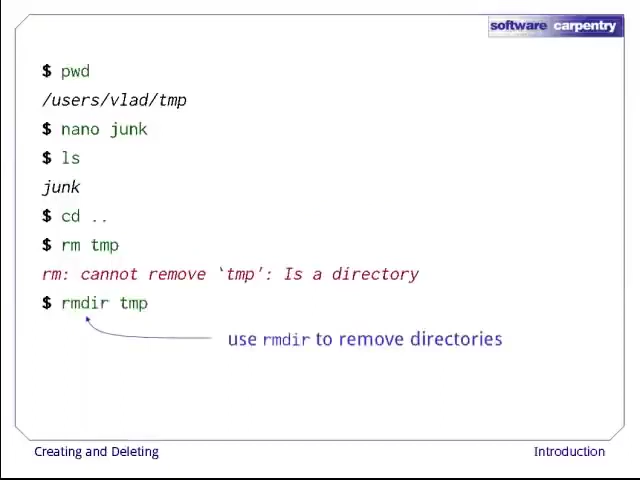 software carpentry
$ pwd
/users/vlad/tmp
$ nano junk
$ ls
junk
$ cd ..
$ rm tmp
rm: cannot remove `tmp': Is a directory
$ rmdir tmp
use rmdir to remove directories
Creating and Deleting
Introduction